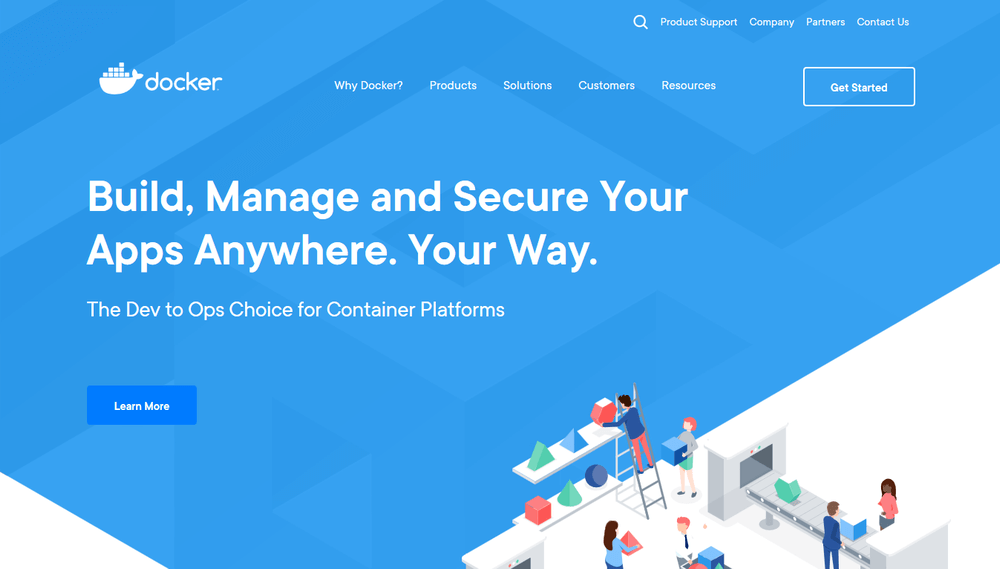 Product Support Company Partners Contact Us
docker
Why Docker? Products Solutions Customers Resources
Get Started
Build, Manage and Secure Your
Apps Anywhere. Your Way.
The Dev to Ops Choice for Container Platforms
Learn More